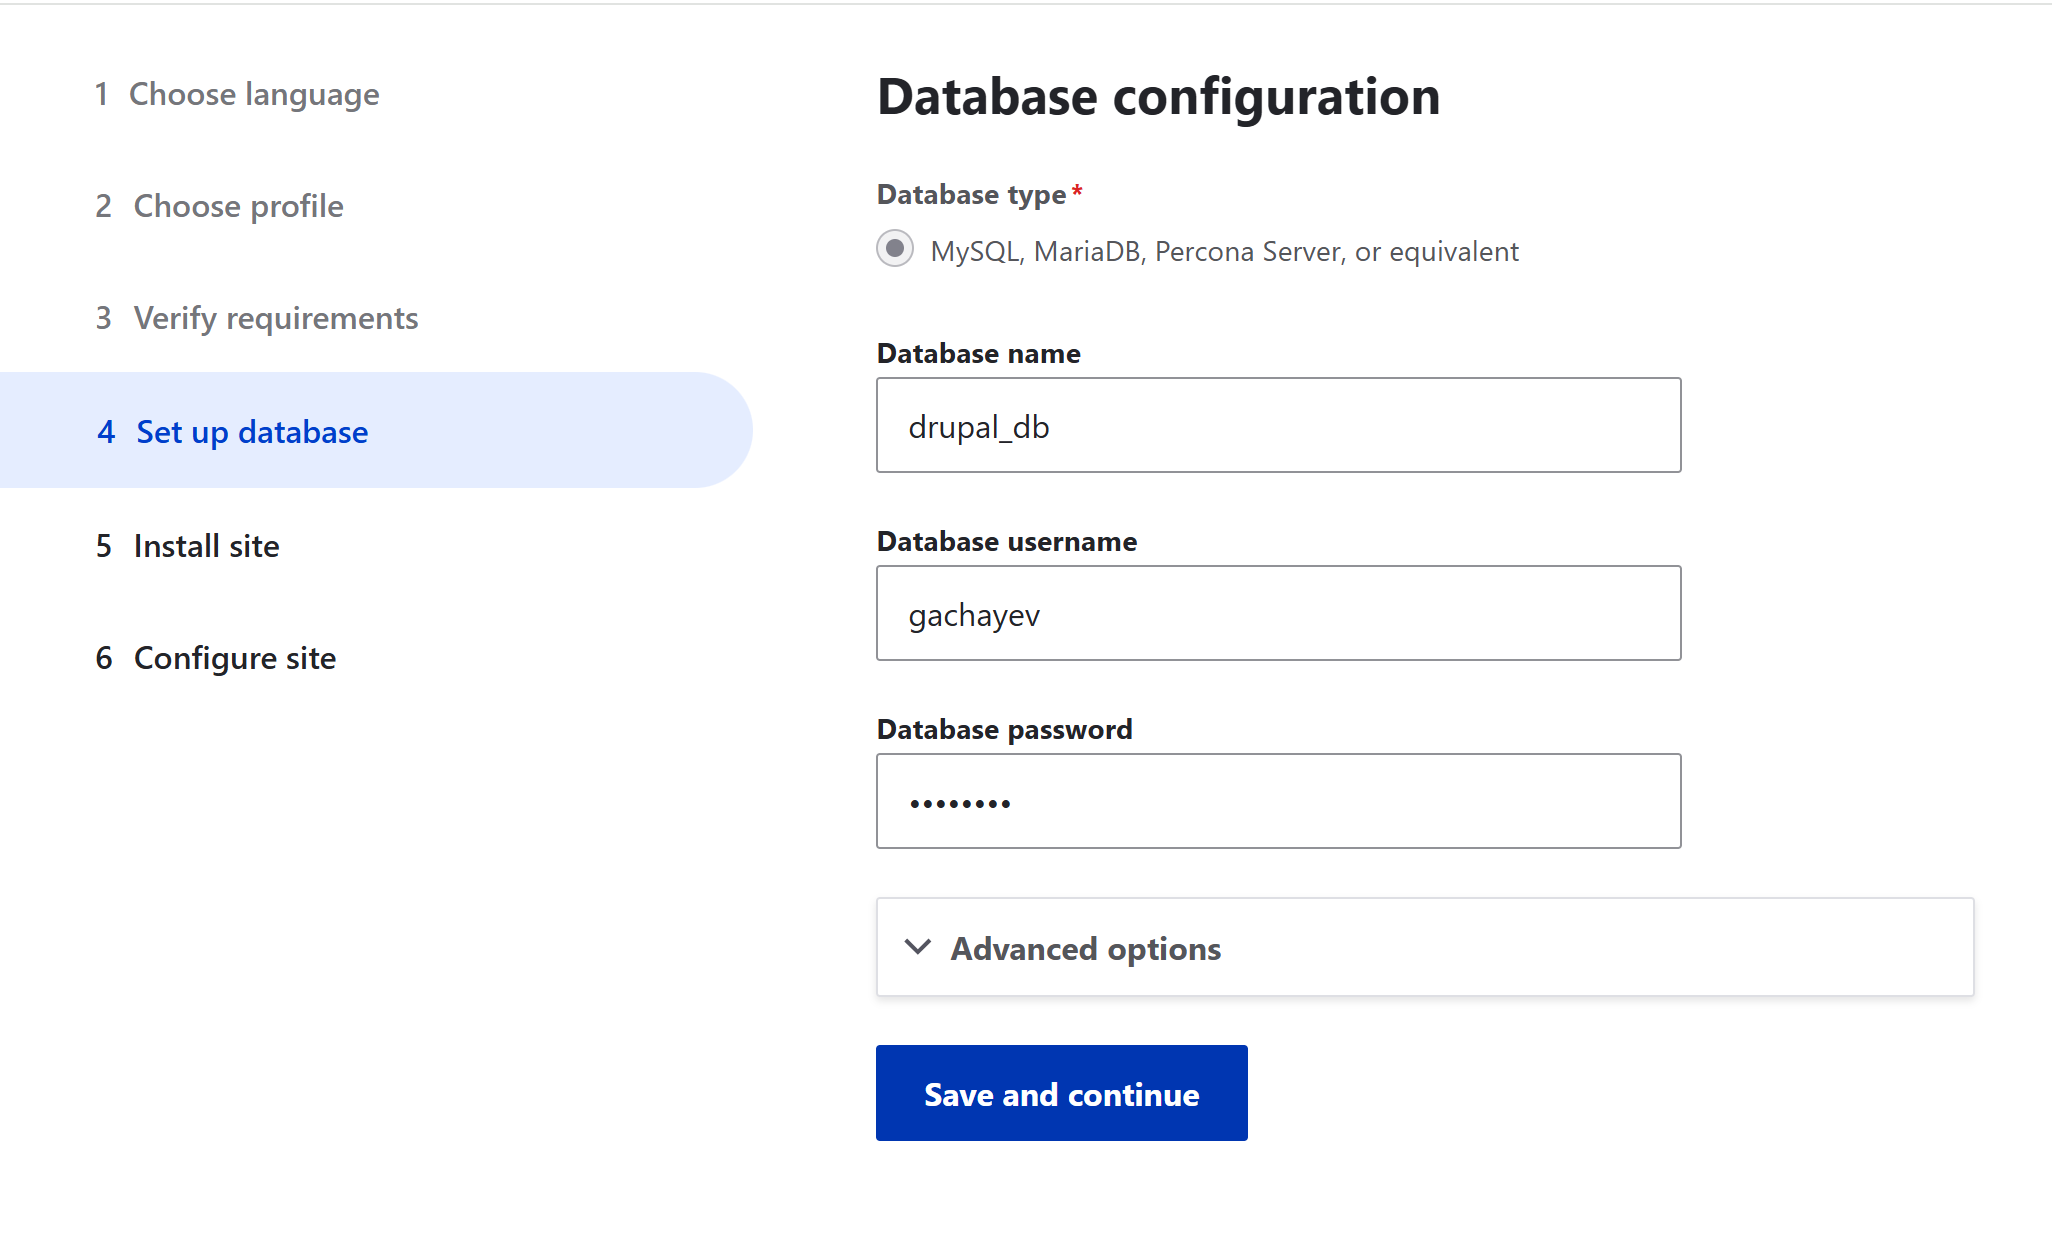 1 Choose language
2 Choose profile
3 Verify requirements
4 Set up database
5 Install site
6 Configure site
Database configuration
Database type*
MySQL, MariaDB, Percona Server, or equivalent
Database name
drupal_db
Database username
gachayev
Database password
••••••••
Advanced options
Save and continue